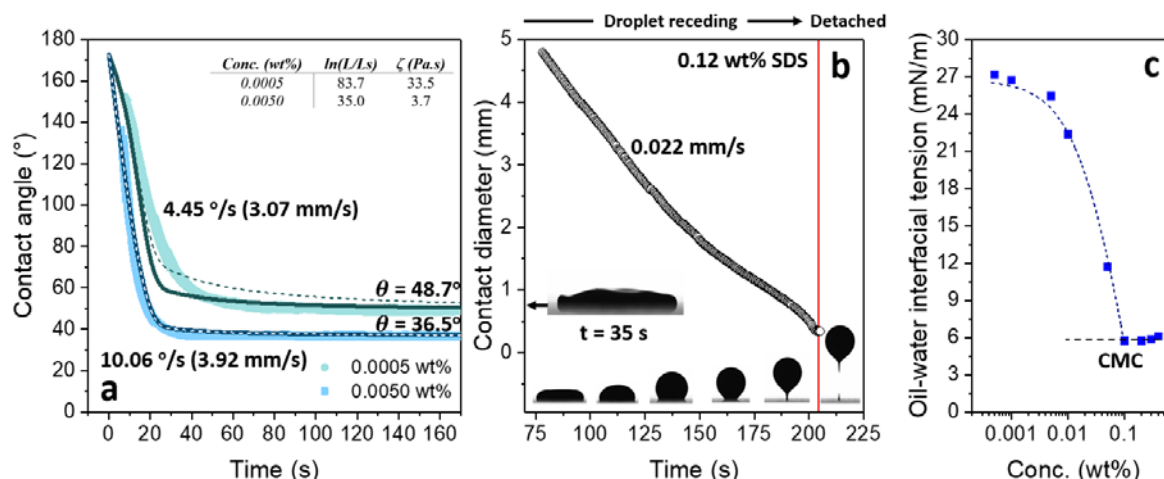 Droplet receding
Detached
180
160
140
120
100
80
60
40
20
0
Contact angle (°)
Conc. (wt%) ln(L/Ls) ζ (Pa.s)
0.0005 83.7 33.5
0.0050 35.0 3.7
4.45 °/s (3.07 mm/s)
θ = 48.7°
θ = 36.5°
10.06 °/s (3.92 mm/s)
a
0.0005 wt%
0.0050 wt%
0 20 40 60 80 100 120 140 160
Time (s)
6
5
4
3
2
1
0
Contact diameter (mm)
0.12 wt% SDS
b
0.022 mm/s
t = 35 s
75 100 125 150 175 200 225
Time (s)
30
27
24
21
18
15
12
9
6
3
0
Oil-water interfacial tension (mN/m)
c
CMC
0.001 0.01 0.1
Conc. (wt%)